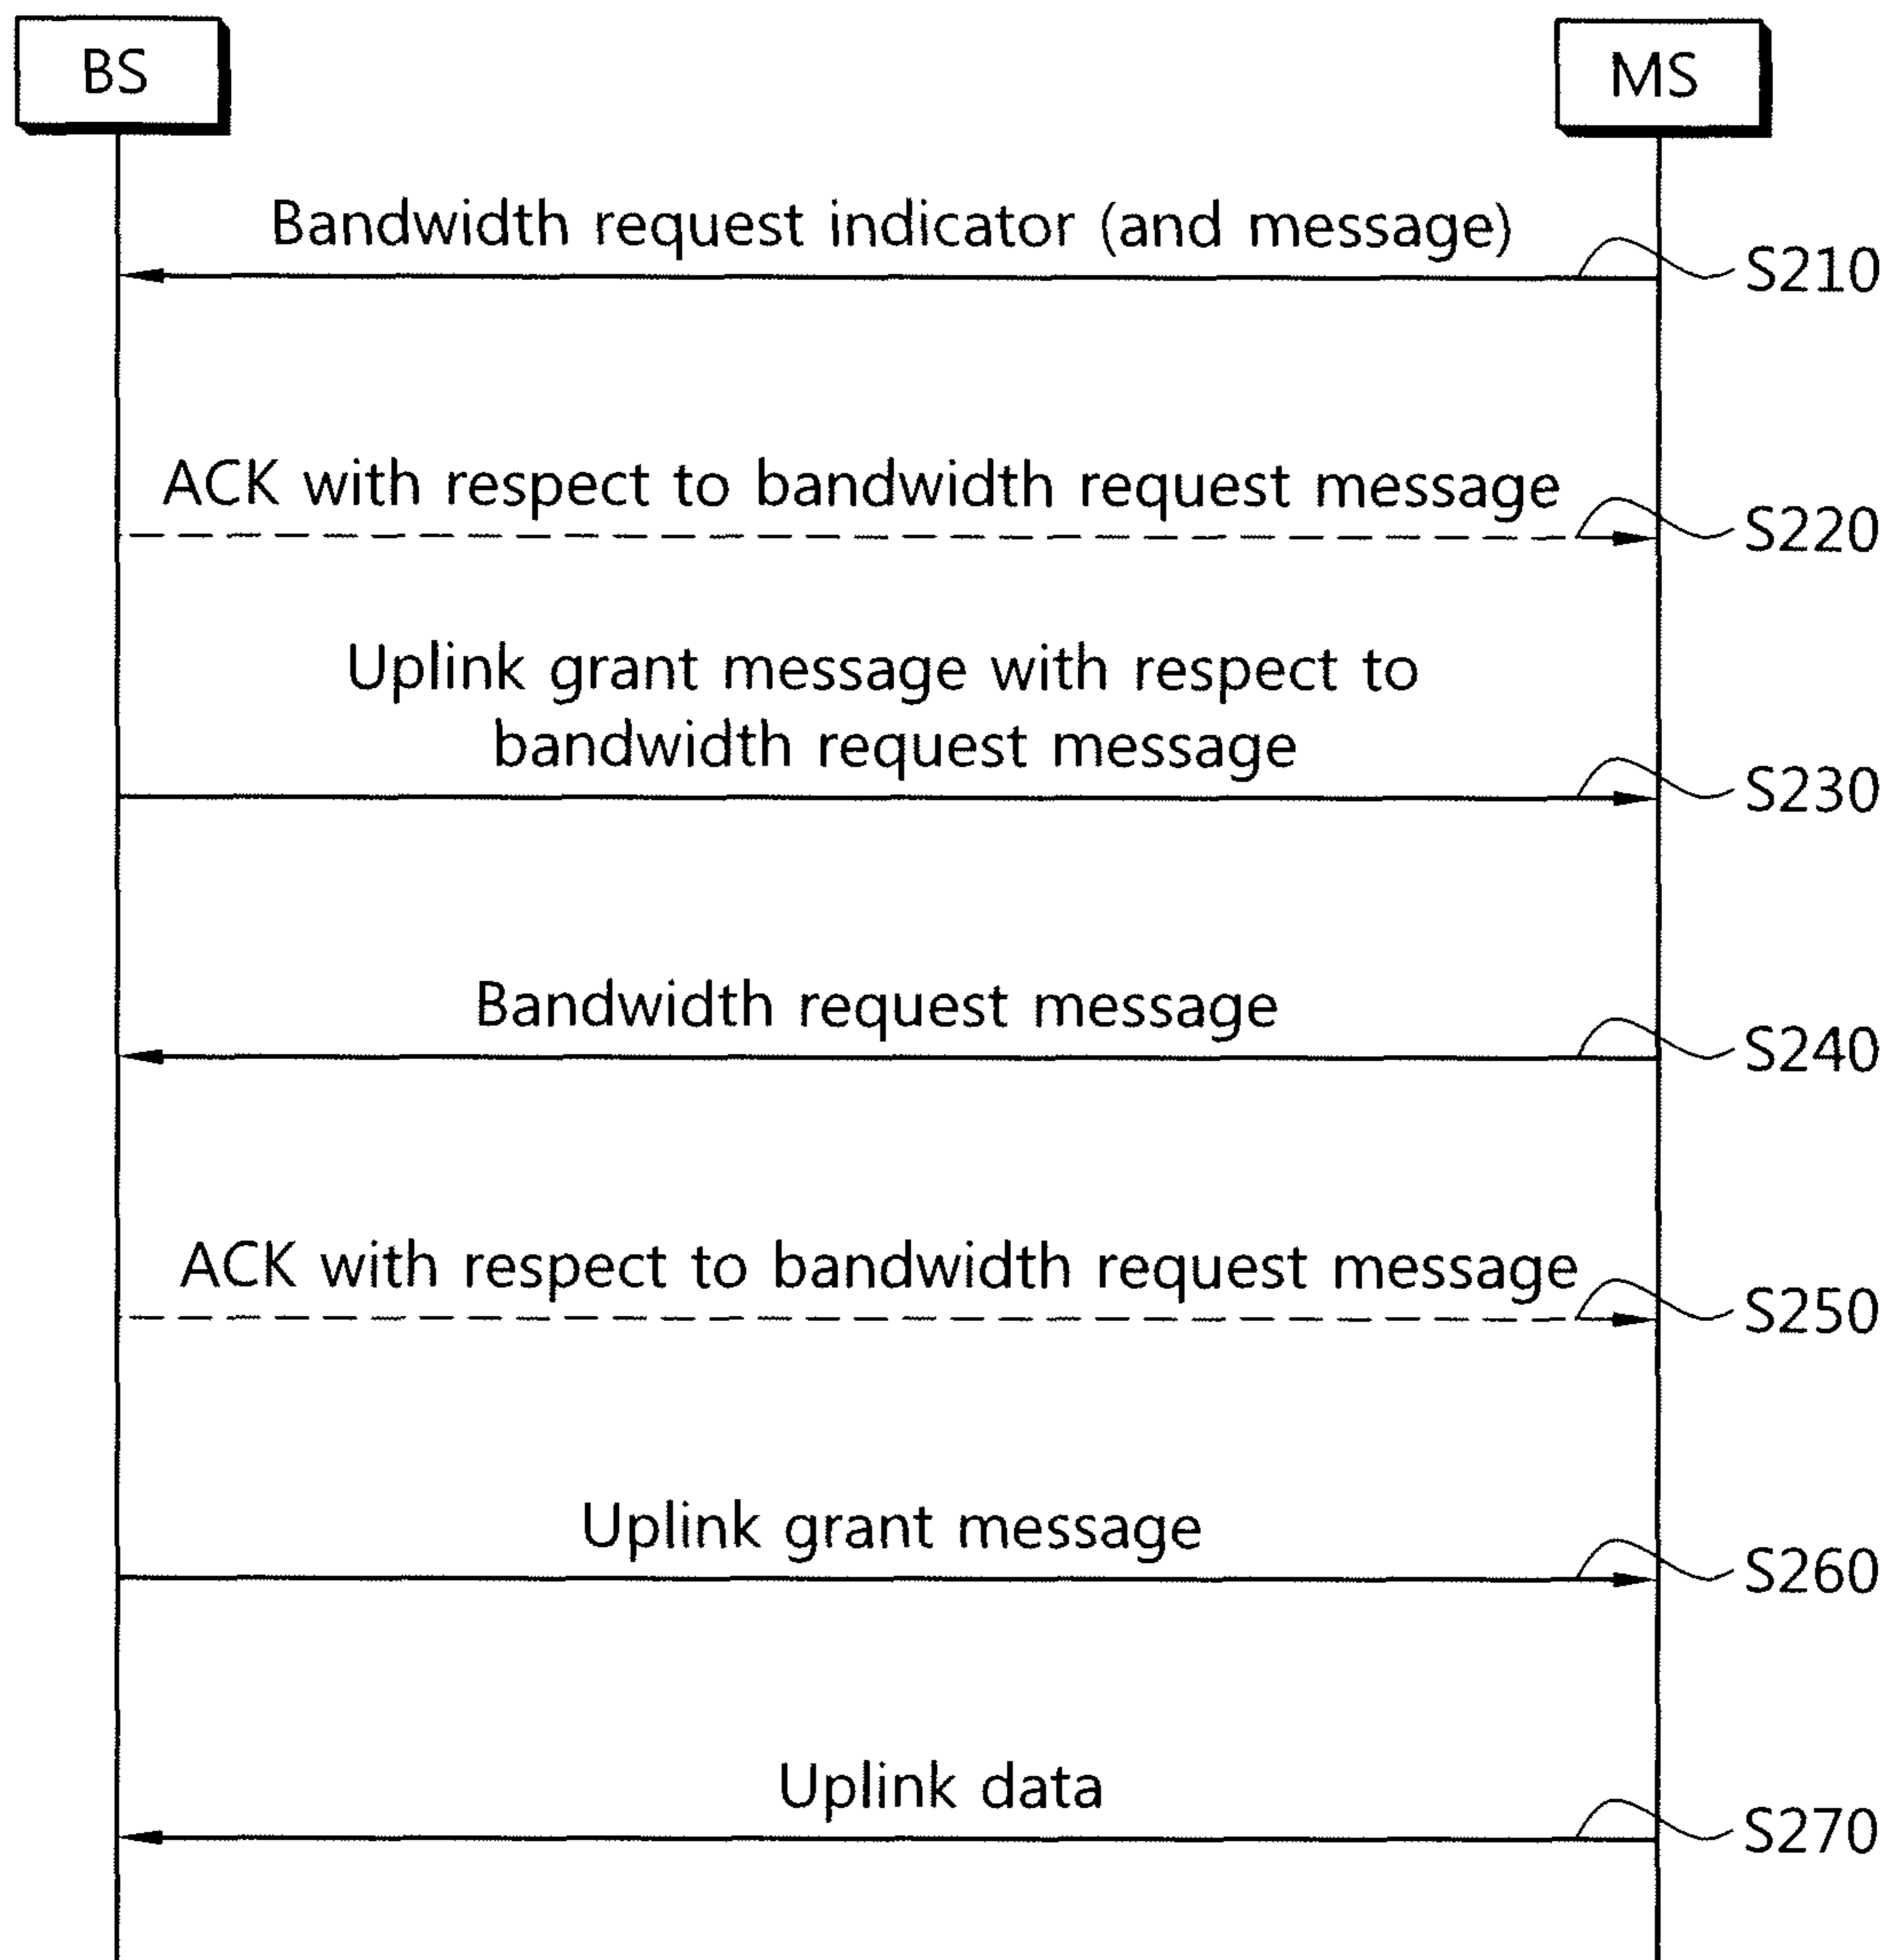 BS
MS
Bandwidth request indicator (and message)
S210
ACK with respect to bandwidth request message
S220
Uplink grant message with respect to
bandwidth request message
S230
Bandwidth request message
S240
ACK with respect to bandwidth request message
S250
Uplink grant message
S260
Uplink data
S270